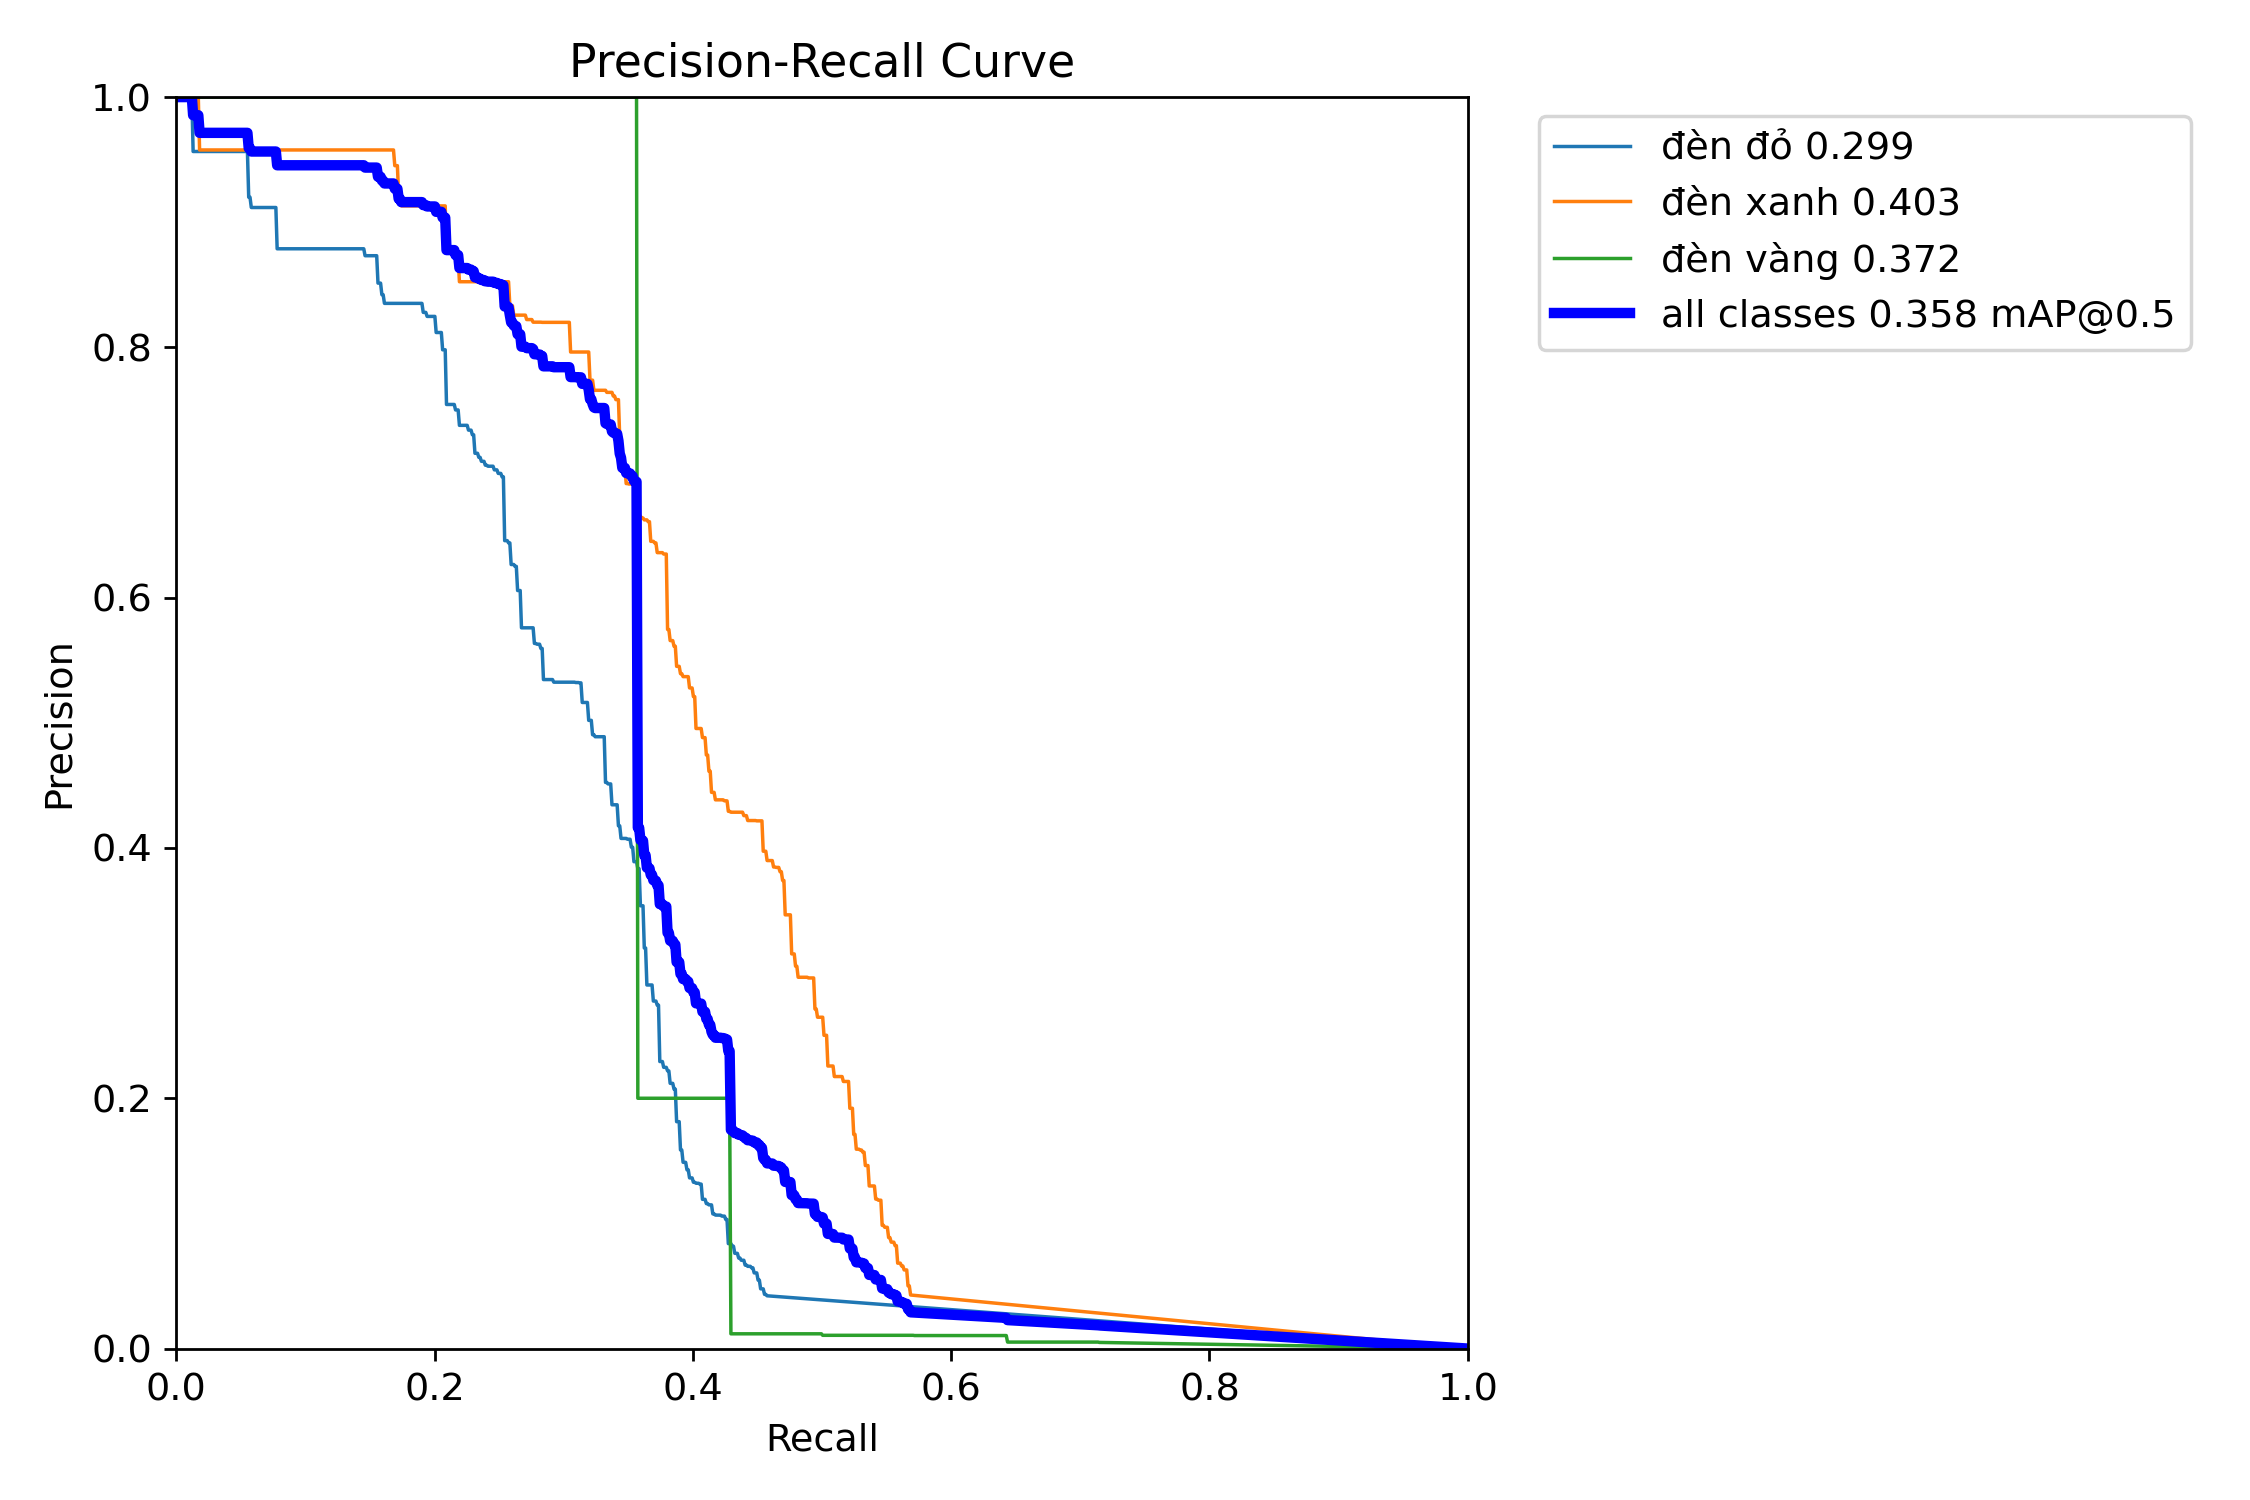 Precision-Recall Curve
1.0
0.8
0.6
0.4
0.2
0.0
Precision
0.0 0.2 0.4 0.6 0.8 1.0
Recall
đèn đỏ 0.299
đèn xanh 0.403
đèn vàng 0.372
all classes 0.358 mAP@0.5